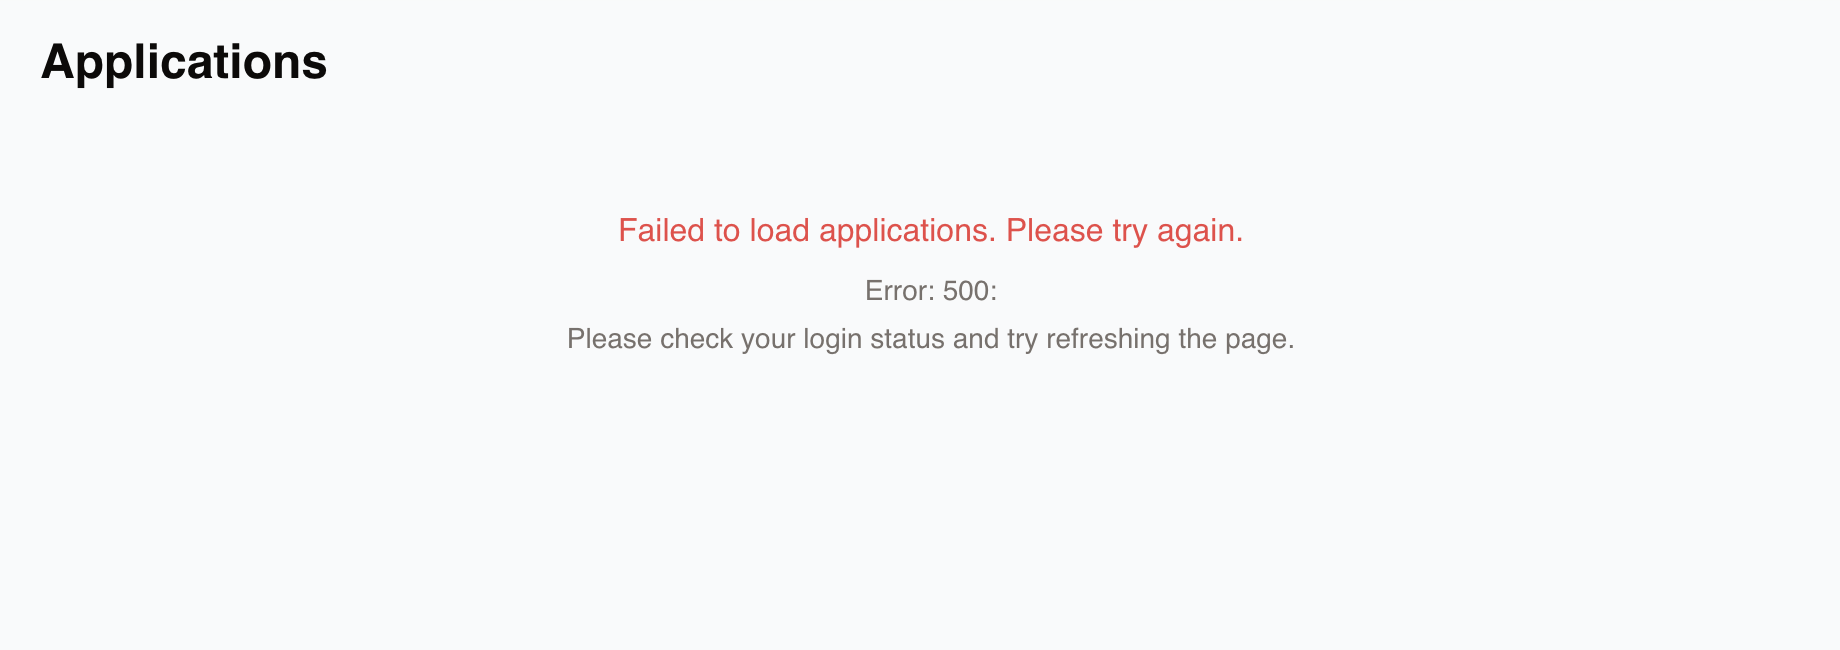 Applications
Failed to load applications. Please try again.
Error: 500:
Please check your login status and try refreshing the page.